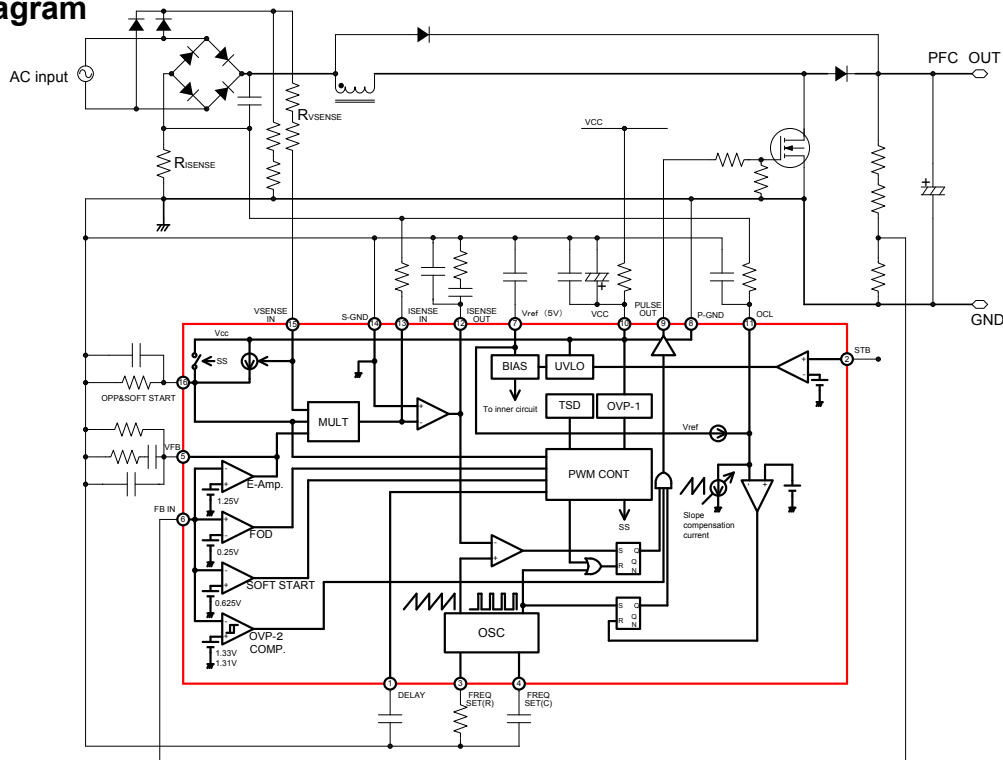 agram
AC input
PFC OUT
RVSENSE
RISENSE
VCC
GND
VSENSE IN
S-GND
ISENSE IN
ISENSE OUT
Vref (5V)
VCC
PULSE OUT
P-GND
OCL
15
14
13
12
7
10
9
8
11
Vcc
STB
2
SS
BIAS
UVLO
16
OPP&SOFT START
To inner circuit
TSD
OVP-1
MULT
Vref
VFB
5
PWM CONT
E-Amp.
1.25V
FB IN
6
FOD
0.25V
SS
Slope compensation current
SOFT START
0.625V
S
Q
R
Q
N
S
Q
R
Q
N
OVP-2 COMP.
1.33V
1.31V
OSC
1
3
4
DELAY
FREQ SET(R)
FREQ SET(C)